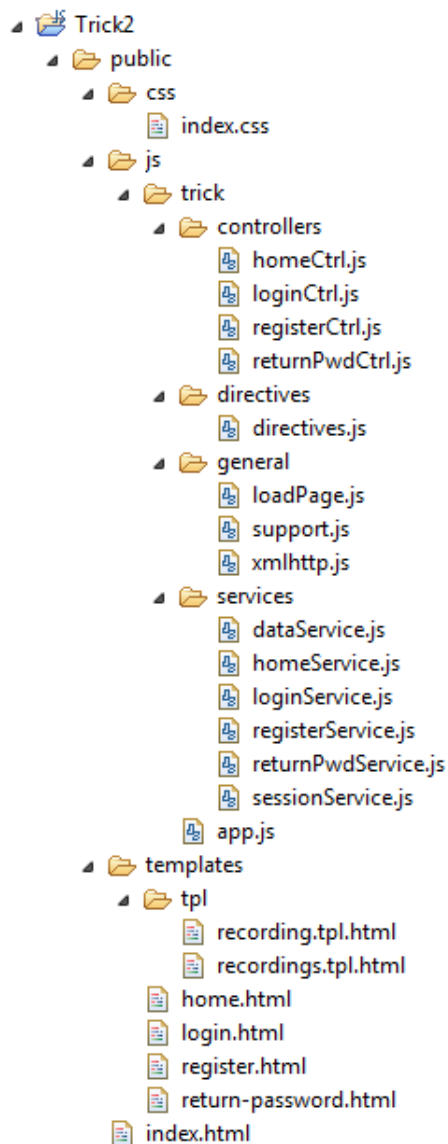 Trick2
public
css
index.css
js
trick
controllers
homeCtrl.js
loginCtrl.js
registerCtrl.js
returnPwdCtrl.js
directives
directives.js
general
loadPage.js
support.js
xmlhttp.js
services
dataService.js
homeService.js
loginService.js
registerService.js
returnPwdService.js
sessionService.js
app.js
templates
tpl
recording.tpl.html
recordings.tpl.html
home.html
login.html
register.html
return-password.html
index.html